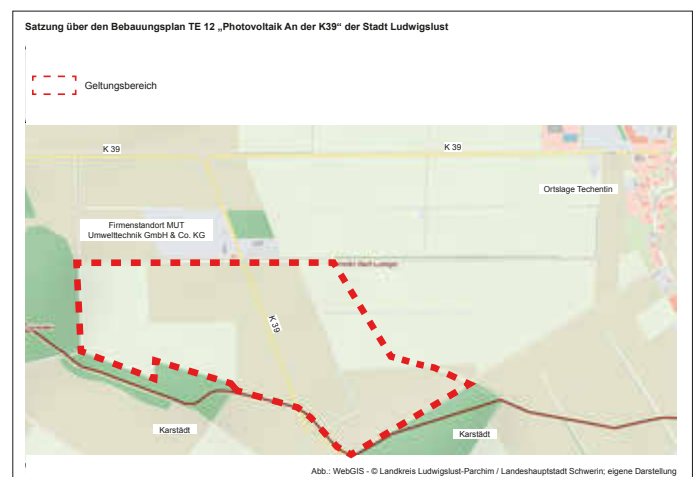 Satzung über den Bebauungsplan TE 12 „Photovoltaik An der K39“ der Stadt Ludwigslust
Geltungsbereich
K 39
K 39
Ortslage Techentin
Firmenstandort MUT
Umwelttechnik GmbH & Co. KG
K 39
Karstädt
Karstädt
Abb.: WebGIS - © Landkreis Ludwigslust-Parchim / Landeshauptstadt Schwerin; eigene Darstellung